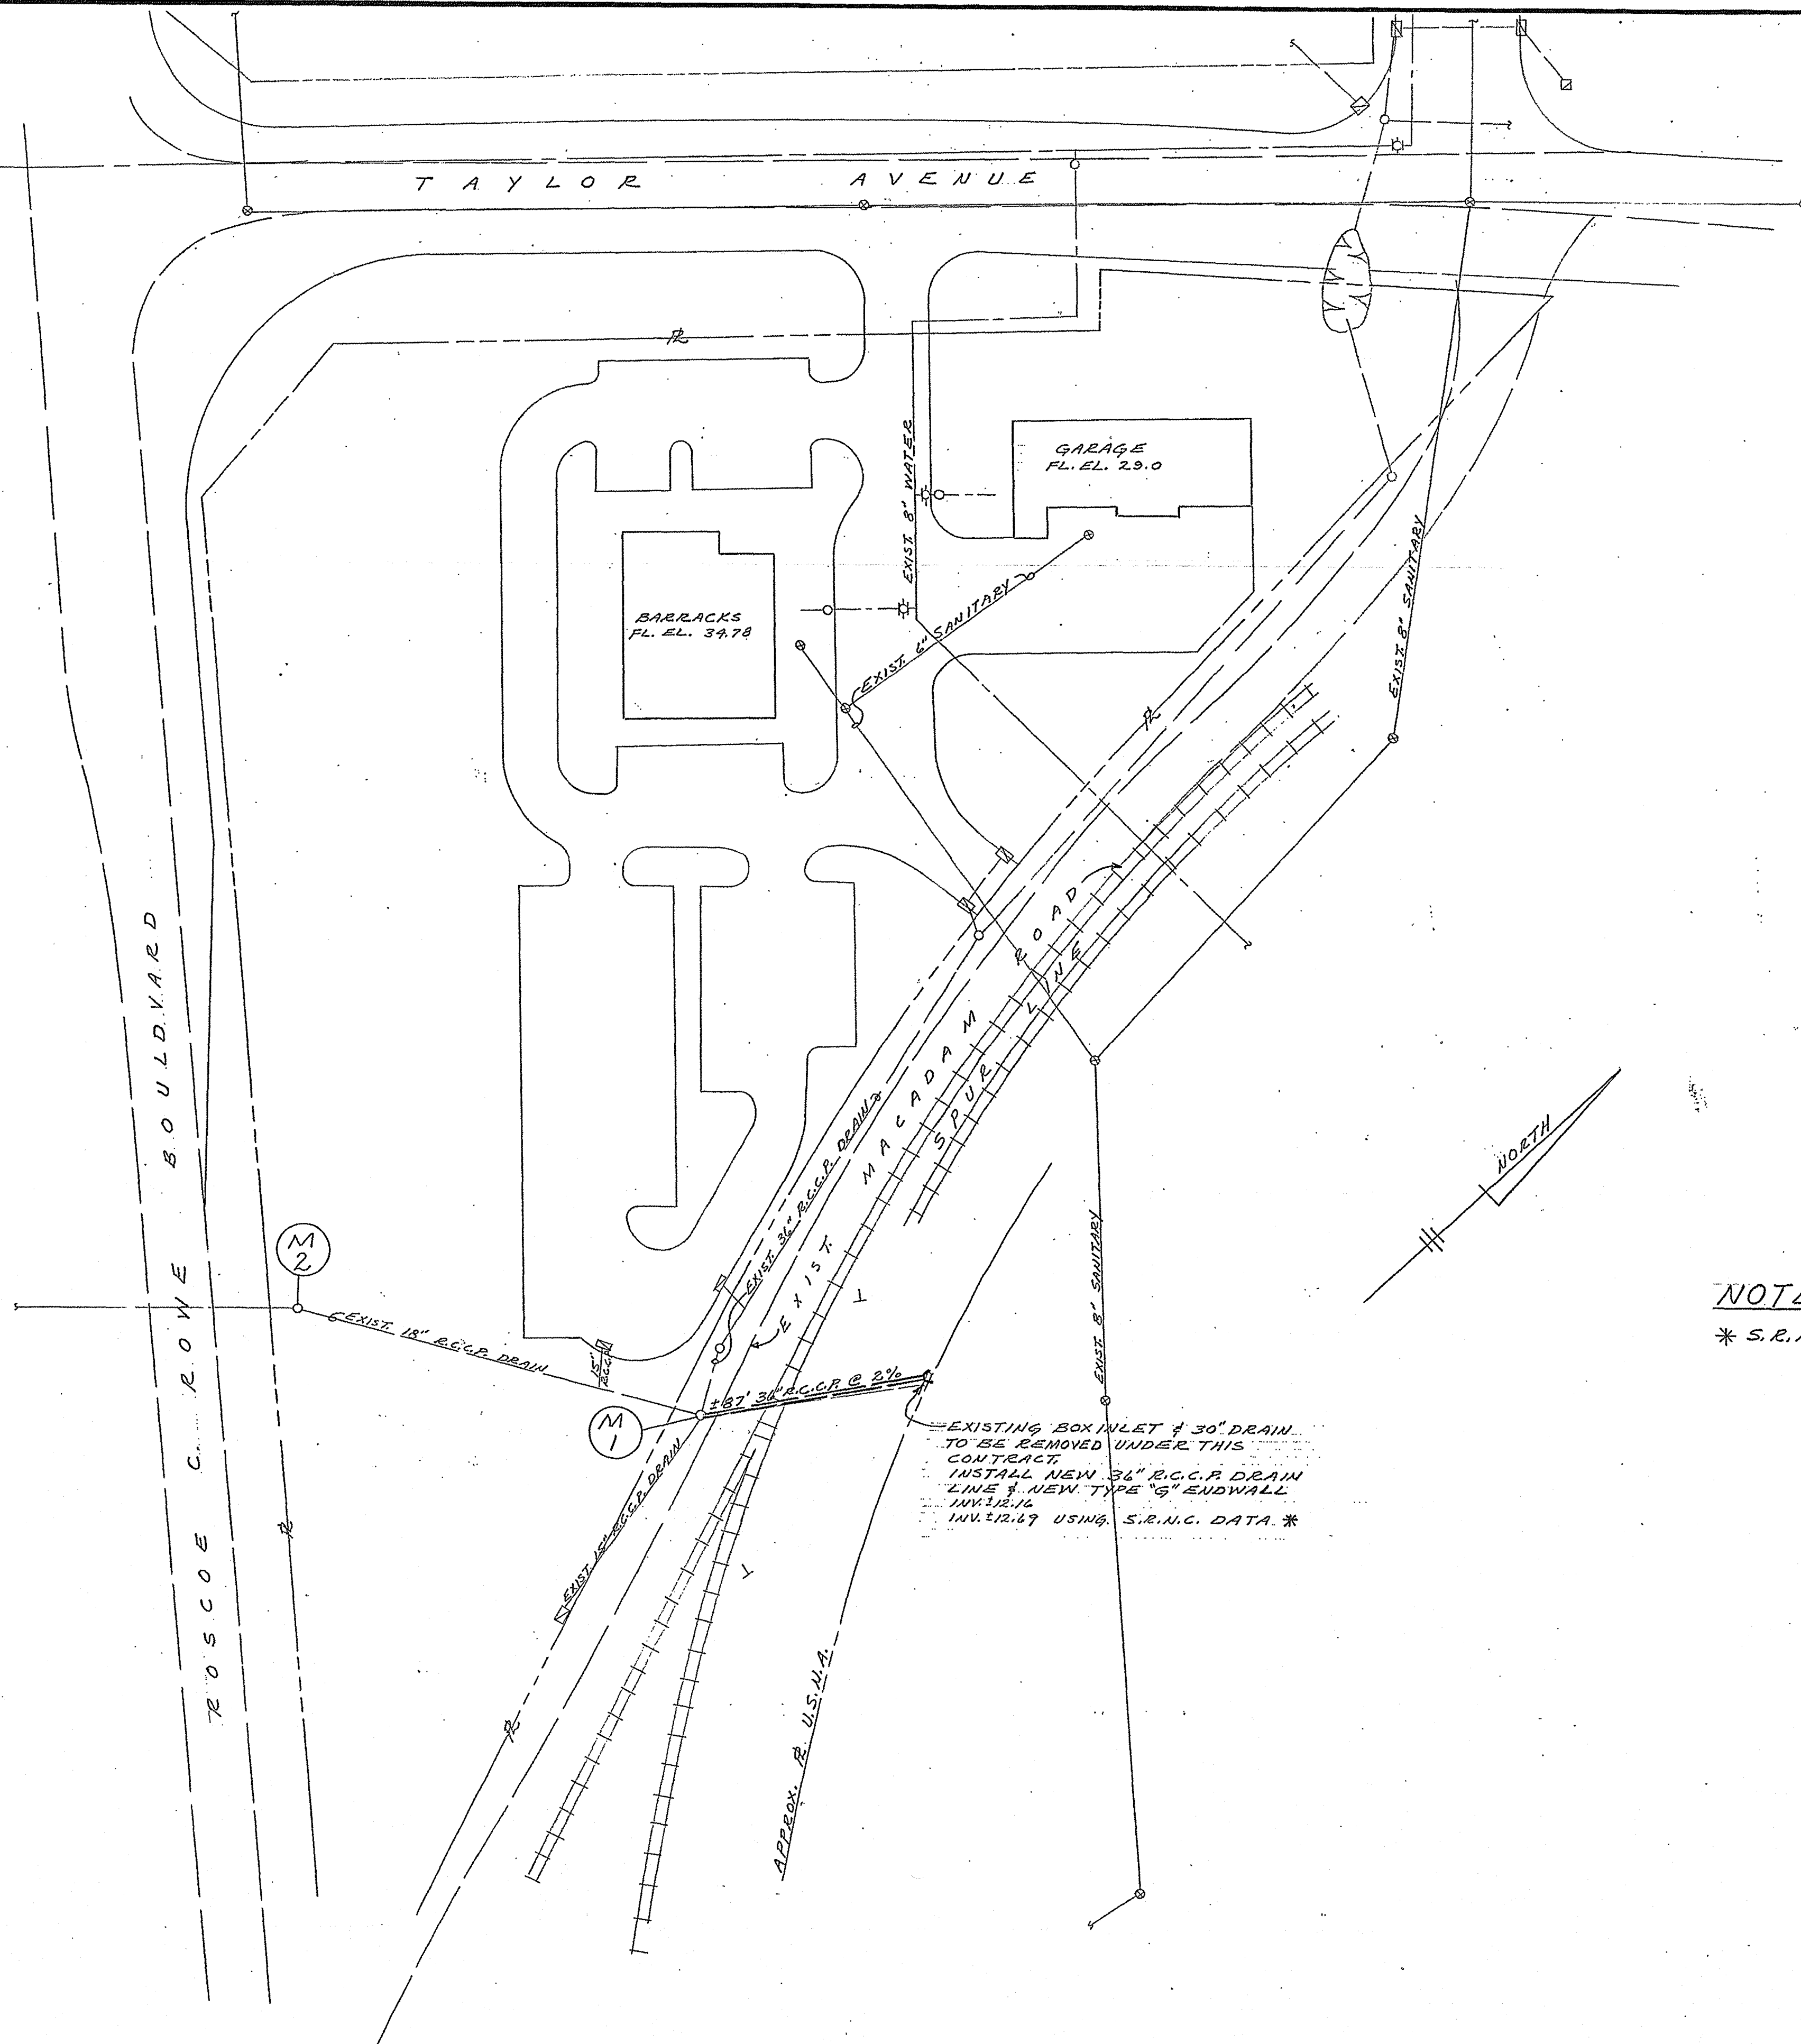 TAYLOR AVENUE
P/L
EXIST. 8" WATER
GARAGE
FL. EL. 29.0
BARRACKS
FL. EL. 34.78
EXIST. 6" SANITARY
EXIST. 8" SANITARY
P/L
ROSCOE C. ROWE BOULDVARD
EXIST. MACADAM ROAD
SPUR LINE
EXIST. 36" R.C.C.P. DRAIN
NORTH
M
2
EXIST. 18" R.C.C.P. DRAIN
15"
R.C.C.P.
EXIST. 8" SANITARY
NOTE
* S.R.
±87' 36" R.C.C.P. @ 2%
M
1
EXISTING BOX INLET & 30" DRAIN
TO BE REMOVED UNDER THIS
CONTRACT.
INSTALL NEW 36" R.C.C.P. DRAIN
LINE & NEW TYPE "G" ENDWALL
INV. ±12.16
INV. ±12.69 USING S.R.N.C. DATA *
EXIST. 15" R.C.C.P. DRAIN
P/L
P/L
APPROX. P/L U.S.N.A.